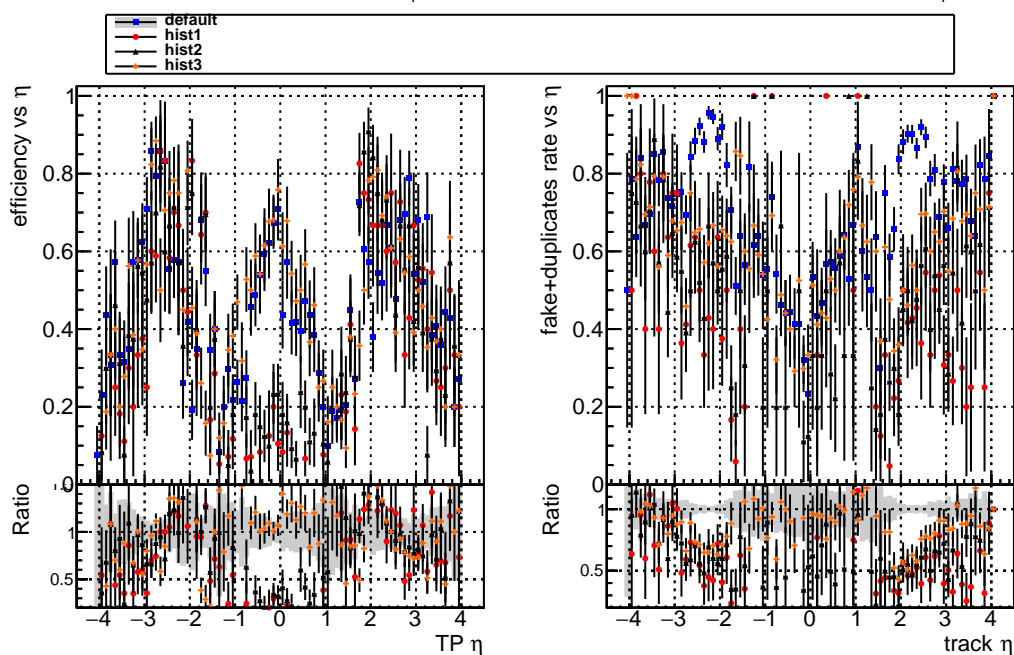 default
hist1
hist2
hist3
efficiency vs η
1
0.8
0.6
0.4
0.2
0
Ratio
1
0.5
−4 −3 −2 −1 0 1 2 3 4
TP η
fake+duplicates rate vs η
1
0.8
0.6
0.4
0.2
0
Ratio
1
0.5
−4 −3 −2 −1 0 1 2 3 4
track η